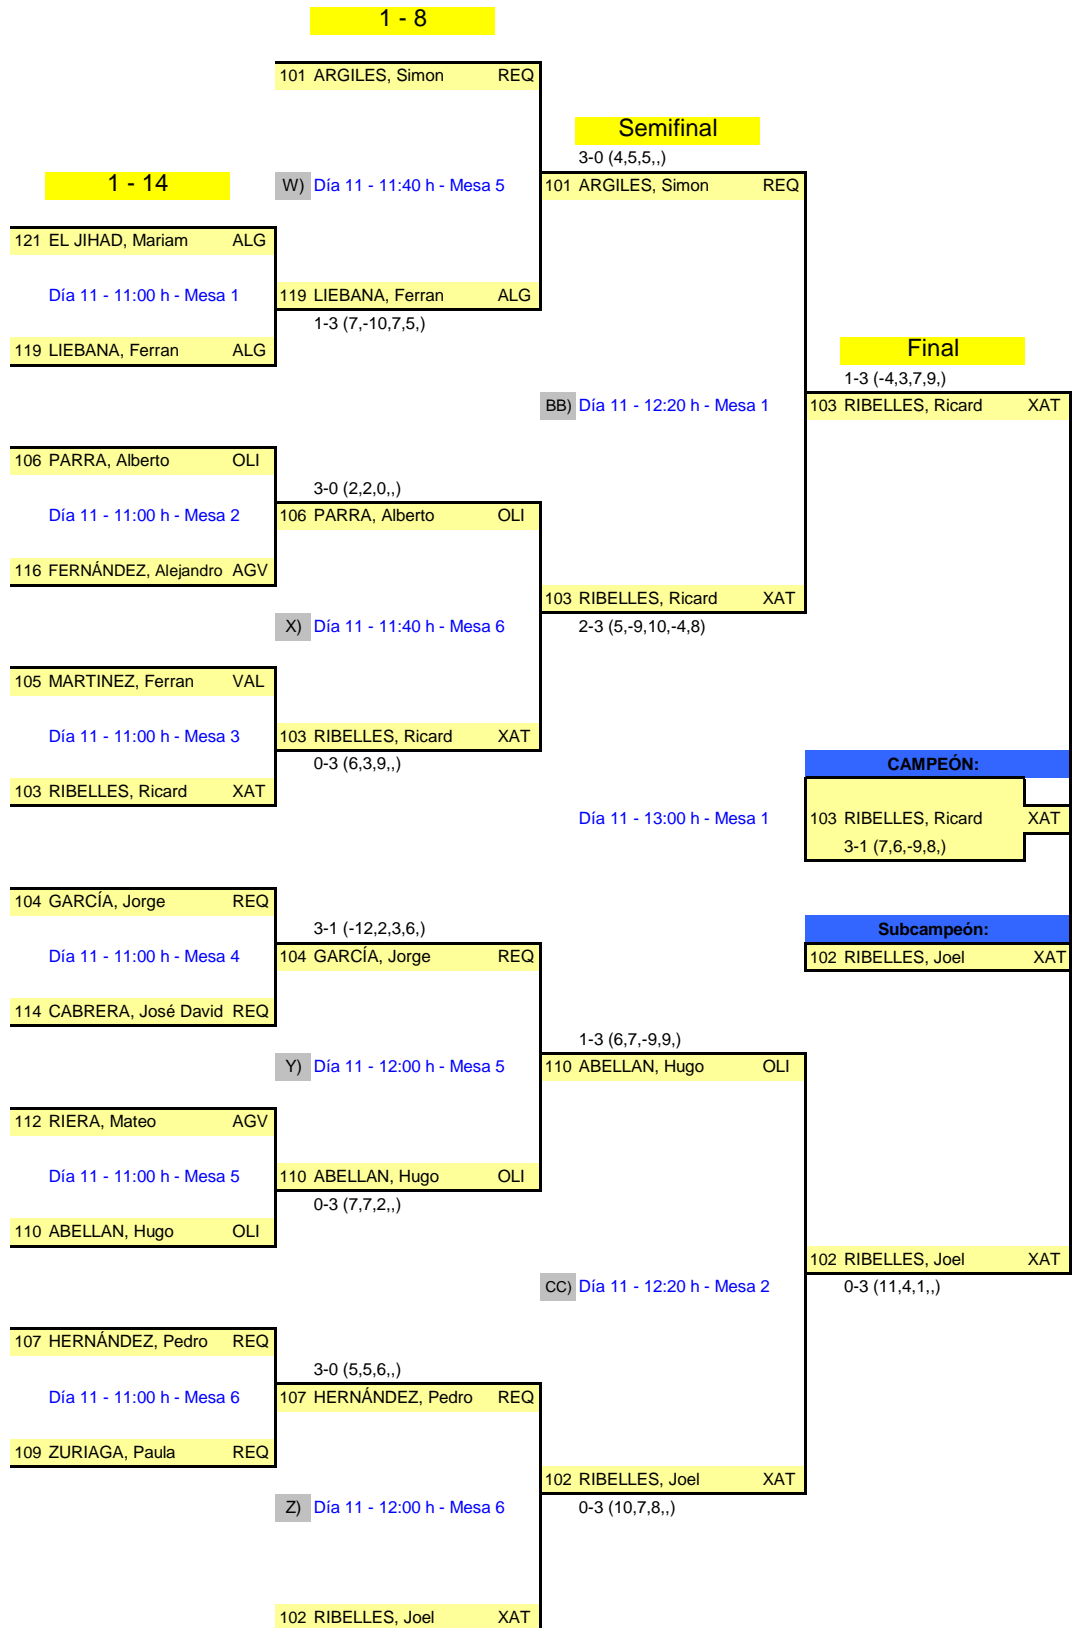 1 - 8
101 ARGILES, Simon REQ
Semifinal
3-0 (4,5,5,,)
1 - 14
W) Día 11 - 11:40 h - Mesa 5
101 ARGILES, Simon REQ
121 EL JIHAD, Mariam ALG
Día 11 - 11:00 h - Mesa 1
119 LIEBANA, Ferran ALG
1-3 (7,-10,7,5,)
119 LIEBANA, Ferran ALG
Final
1-3 (-4,3,7,9,)
BB) Día 11 - 12:20 h - Mesa 1
103 RIBELLES, Ricard XAT
106 PARRA, Alberto OLI
3-0 (2,2,0,,)
Día 11 - 11:00 h - Mesa 2
106 PARRA, Alberto OLI
116 FERNÁNDEZ, Alejandro AGV
103 RIBELLES, Ricard XAT
X) Día 11 - 11:40 h - Mesa 6
2-3 (5,-9,10,-4,8)
105 MARTINEZ, Ferran VAL
Día 11 - 11:00 h - Mesa 3
103 RIBELLES, Ricard XAT
0-3 (6,3,9,,)
CAMPEÓN:
103 RIBELLES, Ricard XAT
Día 11 - 13:00 h - Mesa 1
103 RIBELLES, Ricard XAT
3-1 (7,6,-9,8,)
104 GARCÍA, Jorge REQ
3-1 (-12,2,3,6,)
Subcampeón:
Día 11 - 11:00 h - Mesa 4
104 GARCÍA, Jorge REQ
102 RIBELLES, Joel XAT
114 CABRERA, José David REQ
1-3 (6,7,-9,9,)
Y) Día 11 - 12:00 h - Mesa 5
110 ABELLAN, Hugo OLI
112 RIERA, Mateo AGV
Día 11 - 11:00 h - Mesa 5
110 ABELLAN, Hugo OLI
0-3 (7,7,2,,)
110 ABELLAN, Hugo OLI
102 RIBELLES, Joel XAT
CC) Día 11 - 12:20 h - Mesa 2
0-3 (11,4,1,,)
107 HERNÁNDEZ, Pedro REQ
3-0 (5,5,6,,)
Día 11 - 11:00 h - Mesa 6
107 HERNÁNDEZ, Pedro REQ
109 ZURIAGA, Paula REQ
102 RIBELLES, Joel XAT
Z) Día 11 - 12:00 h - Mesa 6
0-3 (10,7,8,,)
102 RIBELLES, Joel XAT